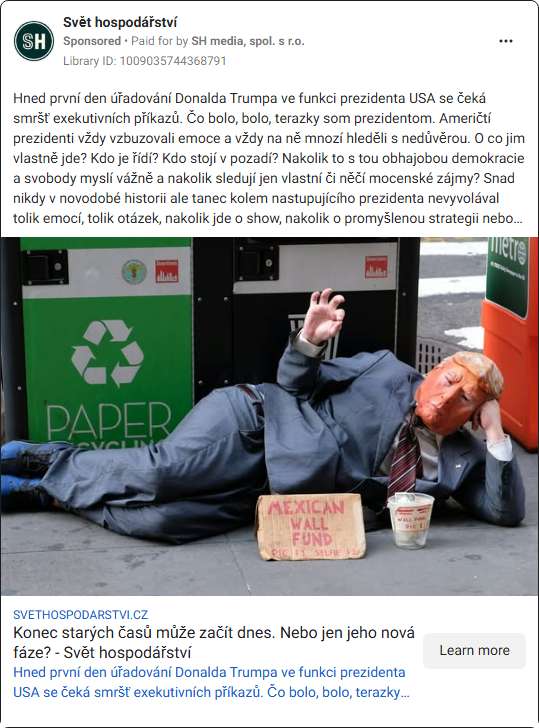 Svět hospodářství
Sponsored • Paid for by SH media, spol. s r.o.
Library ID: 1009035744368791
SH
Hned první den úřadování Donalda Trumpa ve funkci prezidenta USA se čeká
smršť exekutivních příkazů. Čo bolo, bolo, terazky som prezidentom. Američtí
prezidenti vždy vzbuzovali emoce a vždy na ně mnozí hleděli s nedůvěrou. O co jim
vlastně jde? Kdo je řídí? Kdo stojí v pozadí? Nakolik to s tou obhajobou demokracie
a svobody myslí vážně a nakolik sledují jen vlastní či něčí mocenské zájmy? Snad
nikdy v novodobé historii ale tanec kolem nastupujícího prezidenta nevyvolával
tolik emocí, tolik otázek, nakolik jde o show, nakolik o promyšlenou strategii nebo…
metro
PAPER
MEXICAN
WALL
FUND
WALL FUND
SVETHOSPODARSTVI.CZ
Konec starých časů může začít dnes. Nebo jen jeho nová
fáze? - Svět hospodářství
Learn more
Hned první den úřadování Donalda Trumpa ve funkci prezidenta
USA se čeká smršť exekutivních příkazů. Čo bolo, bolo, terazky…